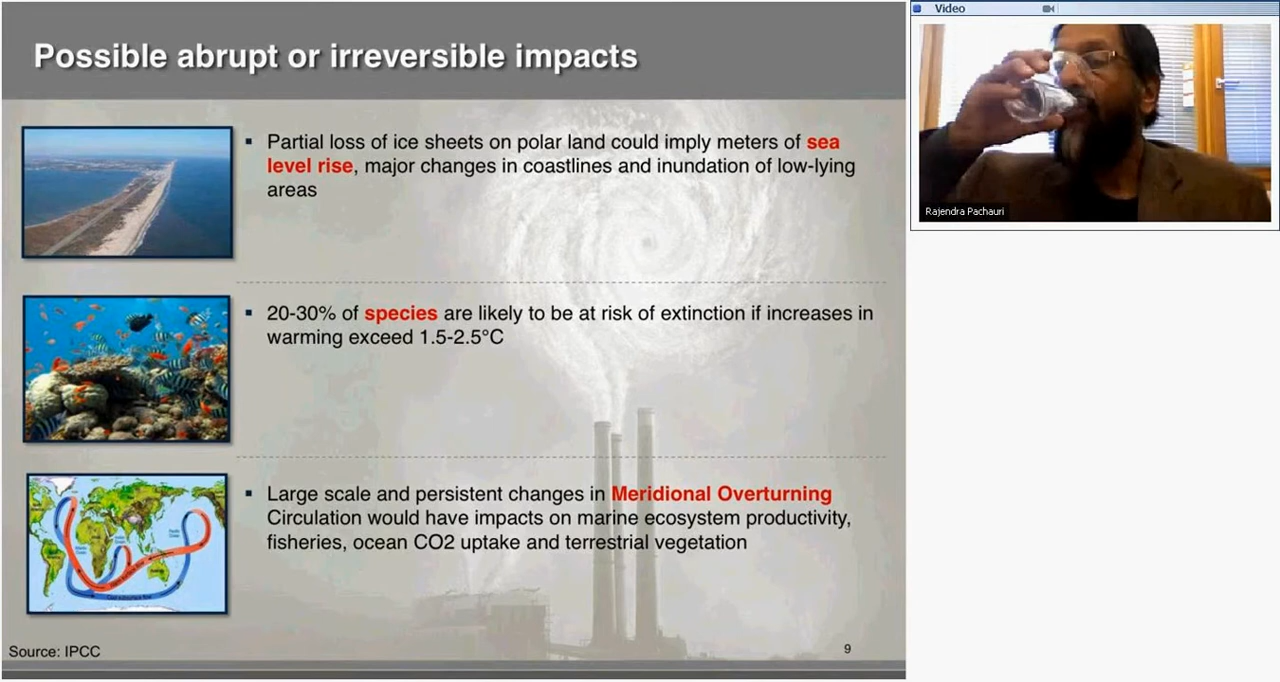 Possible abrupt or irreversible impacts
▪ Partial loss of ice sheets on polar land could imply meters of sea
level rise, major changes in coastlines and inundation of low-lying
areas
▪ 20-30% of species are likely to be at risk of extinction if increases in
warming exceed 1.5-2.5°C
▪ Large scale and persistent changes in Meridional Overturning
Circulation would have impacts on marine ecosystem productivity,
fisheries, ocean CO2 uptake and terrestrial vegetation
Source: IPCC
9
Video
Rajendra Pachauri